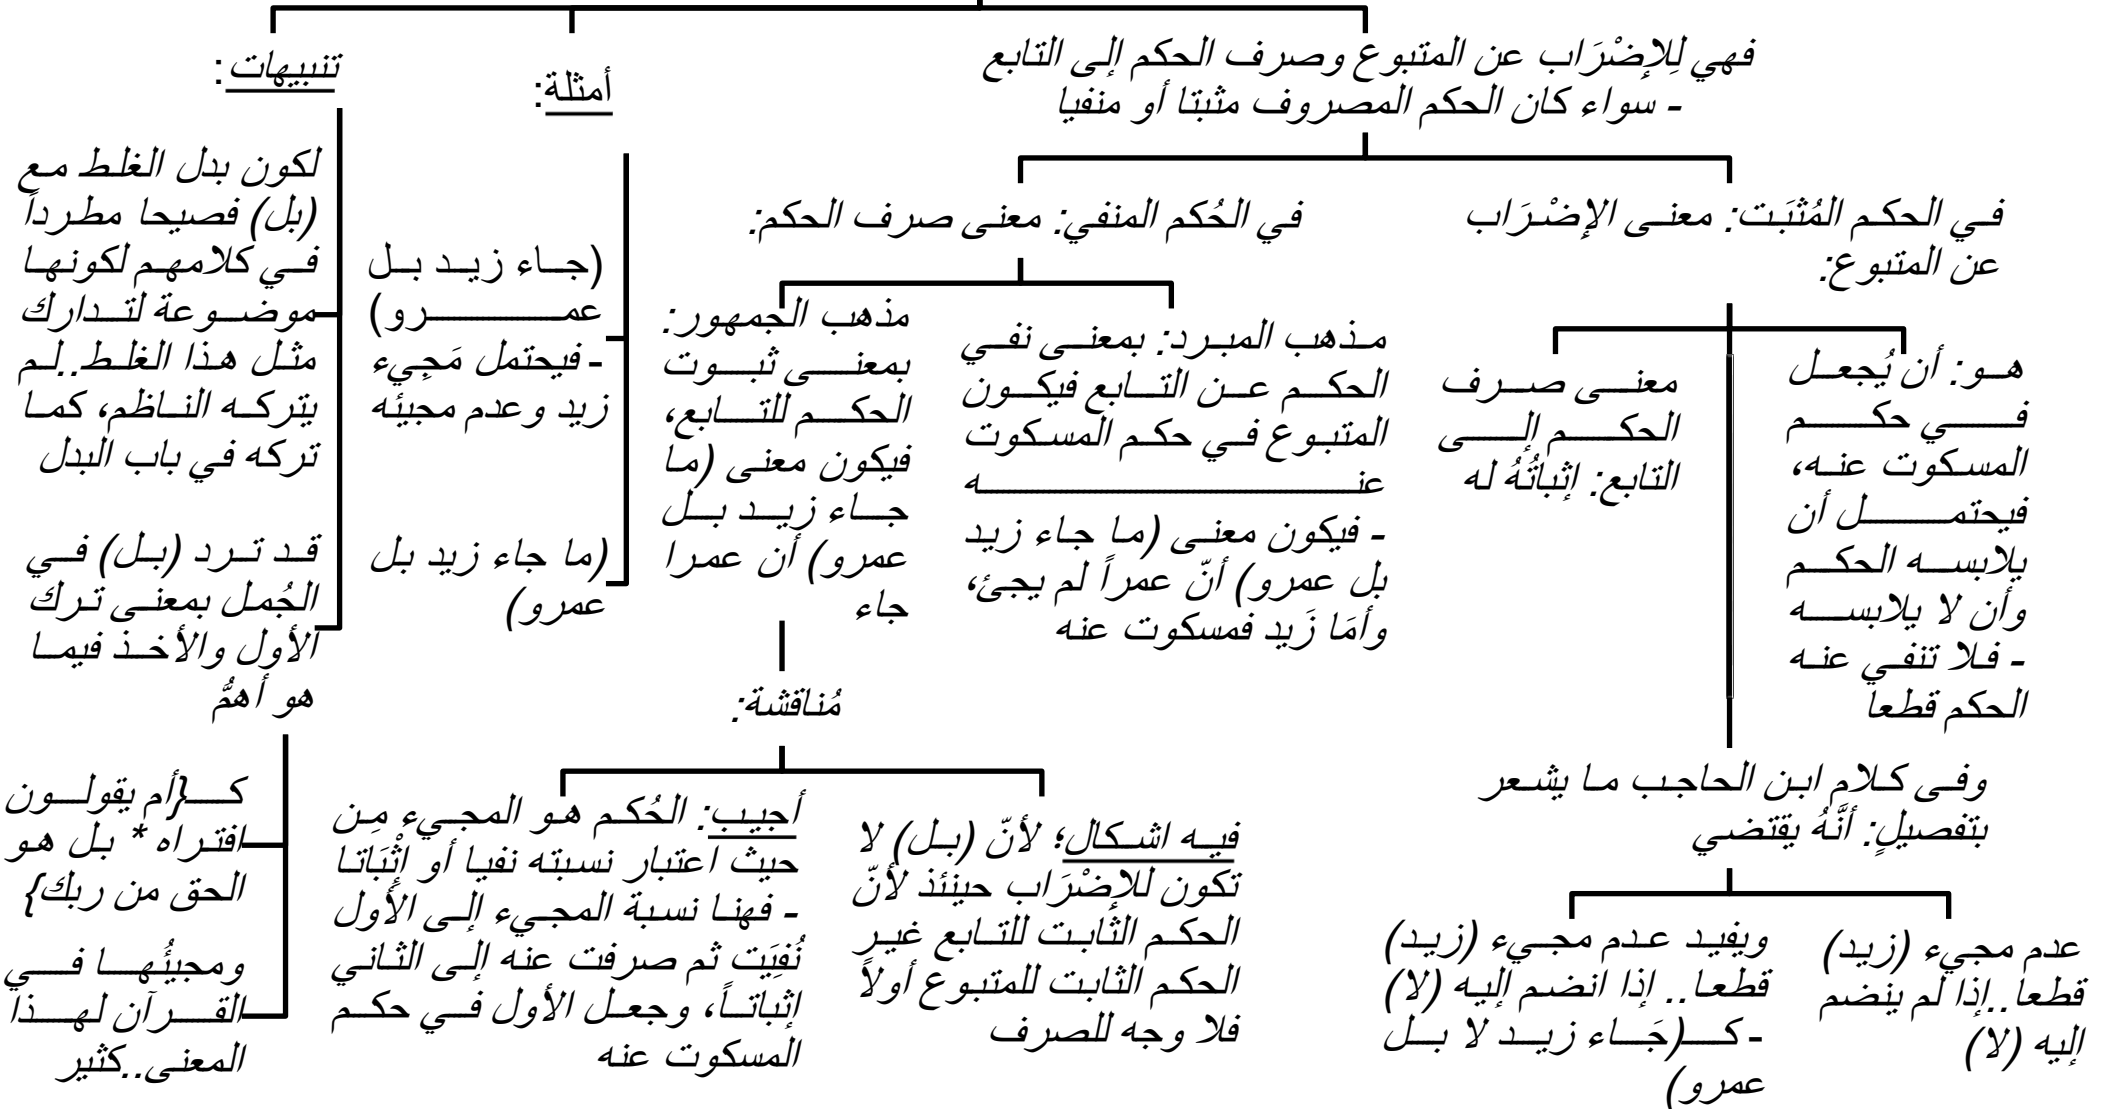 فهي لِلإِضْرَاب عن المتبوع وصرف الحكم إلى التابع
- سواء كان الحكم المصروف مثبتا أو منفيا
في الحكم المُثبَت: معنى الإضْرَاب
عن المتبوع:
هو: أن يُجعل
في حكم
المسكوت عنه،
فيحتمل أن
يلابسه الحكم
وأن لا يلابسه
- فلا تنفي عنه
الحكم قطعا
معنى صرف
الحكم إلى
التابع: إثباتُهُ له
وفى كلام ابن الحاجب ما يشعر
بتفصيلٍ: أنَّهُ يقتضي
عدم مجيء (زيد)
قطعا..إذا لم ينضم
إليه (لا)
ويفيد عدم مجيء (زيد)
قطعا.. إذا انضم إليه (لا)
- كـ(جَاء زيد لا بل
عمرو)
في الحُكم المنفي: معنى صرف الحكم:
مذهب المبرد: بمعنى نفي
الحكم عن التابع فيكون
المتبوع في حكم المسكوت
عنه
- فيكون معنى (ما جاء زيد
بل عمرو) أنّ عمراً لم يجئ،
وأمَا زَيد فمسكوت عنه
مذهب الجمهور:
بمعنى ثبوت
الحكم للتابع،
فيكون معنى (ما
جاء زيد بل
عمرو) أن عمرا
جاء
مُناقشة:
فيه اشكال؛ لأنّ (بل) لا
تكون للإضْرَاب حينئذ لأنّ
الحكم الثابت للتابع غير
الحكم الثابت للمتبوع أولاً
فلا وجه للصرف
أجيب: الحُكم هو المجيء مِن
حيث اعتبار نسبته نفيا أو إثْبَاتا
- فهنا نسبة المجيء إلى الأول
نُفِيَت ثم صرفت عنه إلى الثاني
إثباتاً، وجعل الأول في حكم
المسكوت عنه
أمثلة:
(جاء زيد بل
عمرو)
- فيحتمل مَجِيء
زيد وعدم مجيئه
(ما جاء زيد بل
عمرو)
تنبيهات:
لكون بدل الغلط مع
(بل) فصيحا مطرداً
في كلامهم لكونها
موضوعة لتدارك
مثل هذا الغلط..لم
يتركه الناظم، كما
تركه في باب البدل
قد ترد (بل) في
الجُمل بمعنى ترك
الأول والأخذ فيما
هو أهمُّ
كـ{أم يقولون
افتراه * بل هو
الحق من ربك}
ومجيئُها في
القرآن لهذا
المعنى..كثير